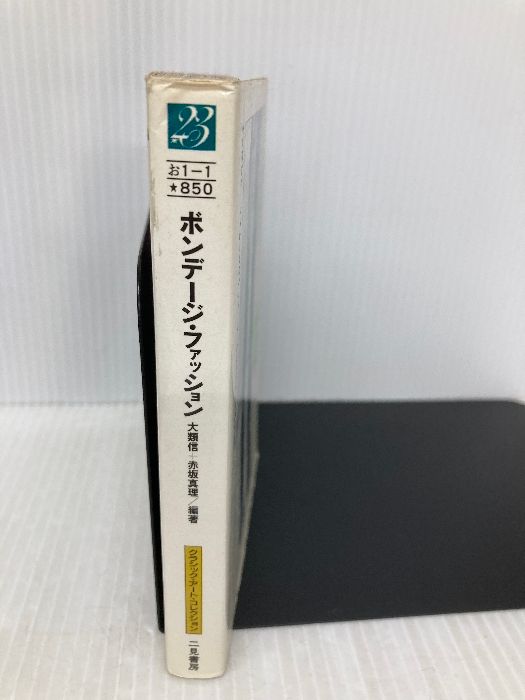 23
お1-1
★850
ボンデージ・ファッション
大類信+赤坂真理/編著
クラシック・アート・コレクション
二見書房